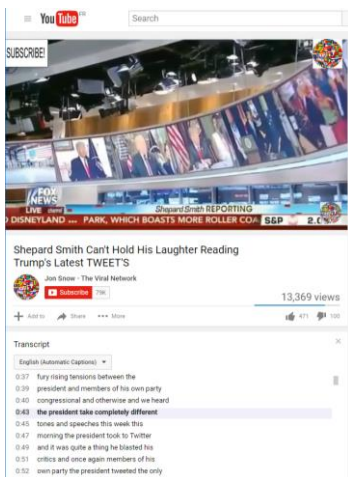 YouTube FR
Search
SUBSCRIBE!
FOX
NEWS
LIVE channel
Shepard Smith REPORTING
DISNEYLAND ... PARK, WHICH BOASTS MORE ROLLER COA
S&P 2.(
Shepard Smith Can't Hold His Laughter Reading
Trump's Latest TWEET'S
Jon Snow - The Viral Network
Subscribe 79K
13,369 views
Add to Share More
471 100
Transcript
English (Automatic Captions)
0:37 fury rising tensions between the
0:39 president and members of his own party
0:40 congressional and otherwise and we heard
0:43 the president take completely different
0:45 tones and speeches this week this
0:47 morning the president took to Twitter
0:49 and it was quite a thing he blasted his
0:51 critics and once again members of his
0:52 own party the president tweeted the only